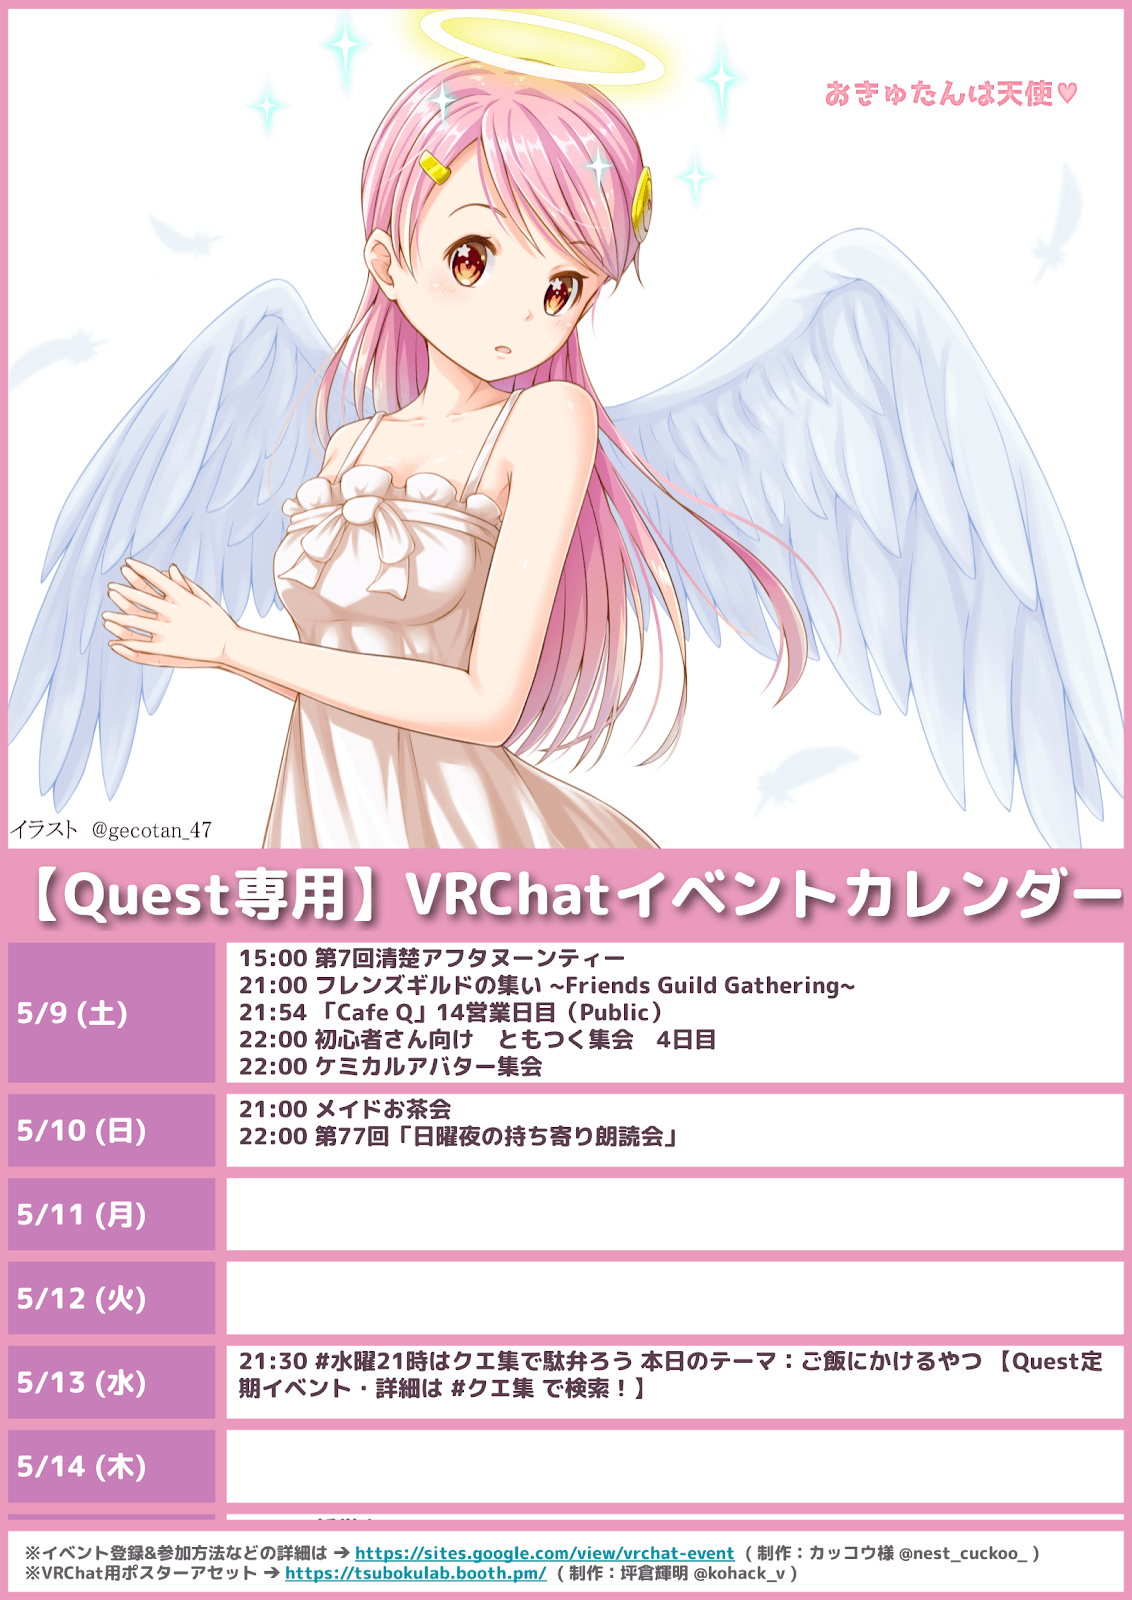 おきゅたんは天使♡
イラスト @gecotan_47
【Quest専用】VRChatイベントカレンダー
5/9 (土)
15:00 第7回清楚アフタヌーンティー
21:00 フレンズギルドの集い ~Friends Guild Gathering~
21:54 「Cafe Q」14営業日目（Public）
22:00 初心者さん向け　ともつく集会　4日目
22:00 ケミカルアバター集会
5/10 (日)
21:00 メイドお茶会
22:00 第77回「日曜夜の持ち寄り朗読会」
5/11 (月)
5/12 (火)
5/13 (水)
21:30 #水曜21時はクエ集で駄弁ろう 本日のテーマ：ご飯にかけるやつ 【Quest定
期イベント・詳細は #クエ集 で検索！】
5/14 (木)
※イベント登録&参加方法などの詳細は → https://sites.google.com/view/vrchat-event ( 制作：カッコウ様 @nest_cuckoo_ )
※VRChat用ポスターアセット → https://tsubokulab.booth.pm/ ( 制作：坪倉輝明 @kohack_v )